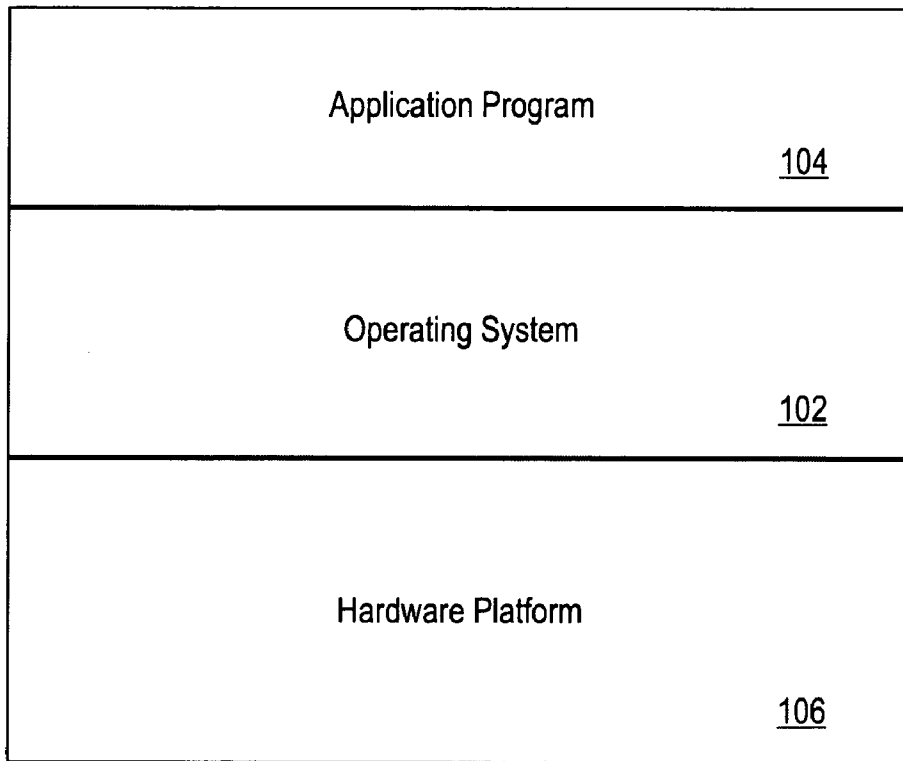 Application Program
104
Operating System
102
Hardware Platform
106